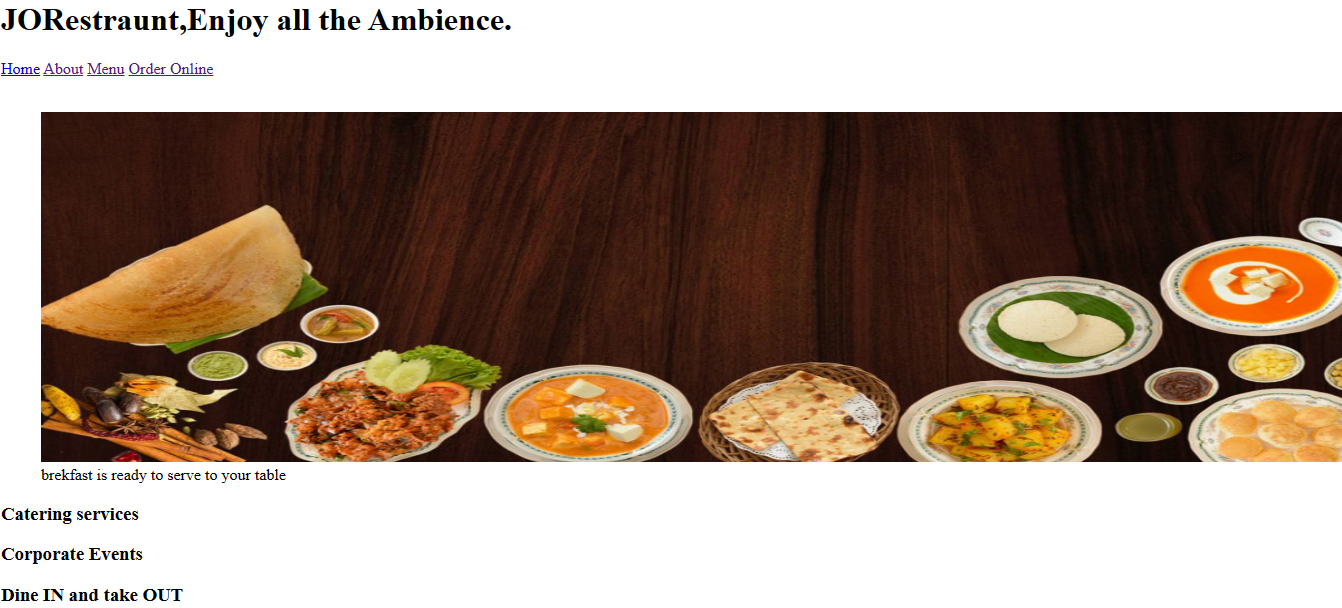 JORestraunt,Enjoy all the Ambience.
Home About Menu Order Online
brekfast is ready to serve to your table
Catering services
Corporate Events
Dine IN and take OUT